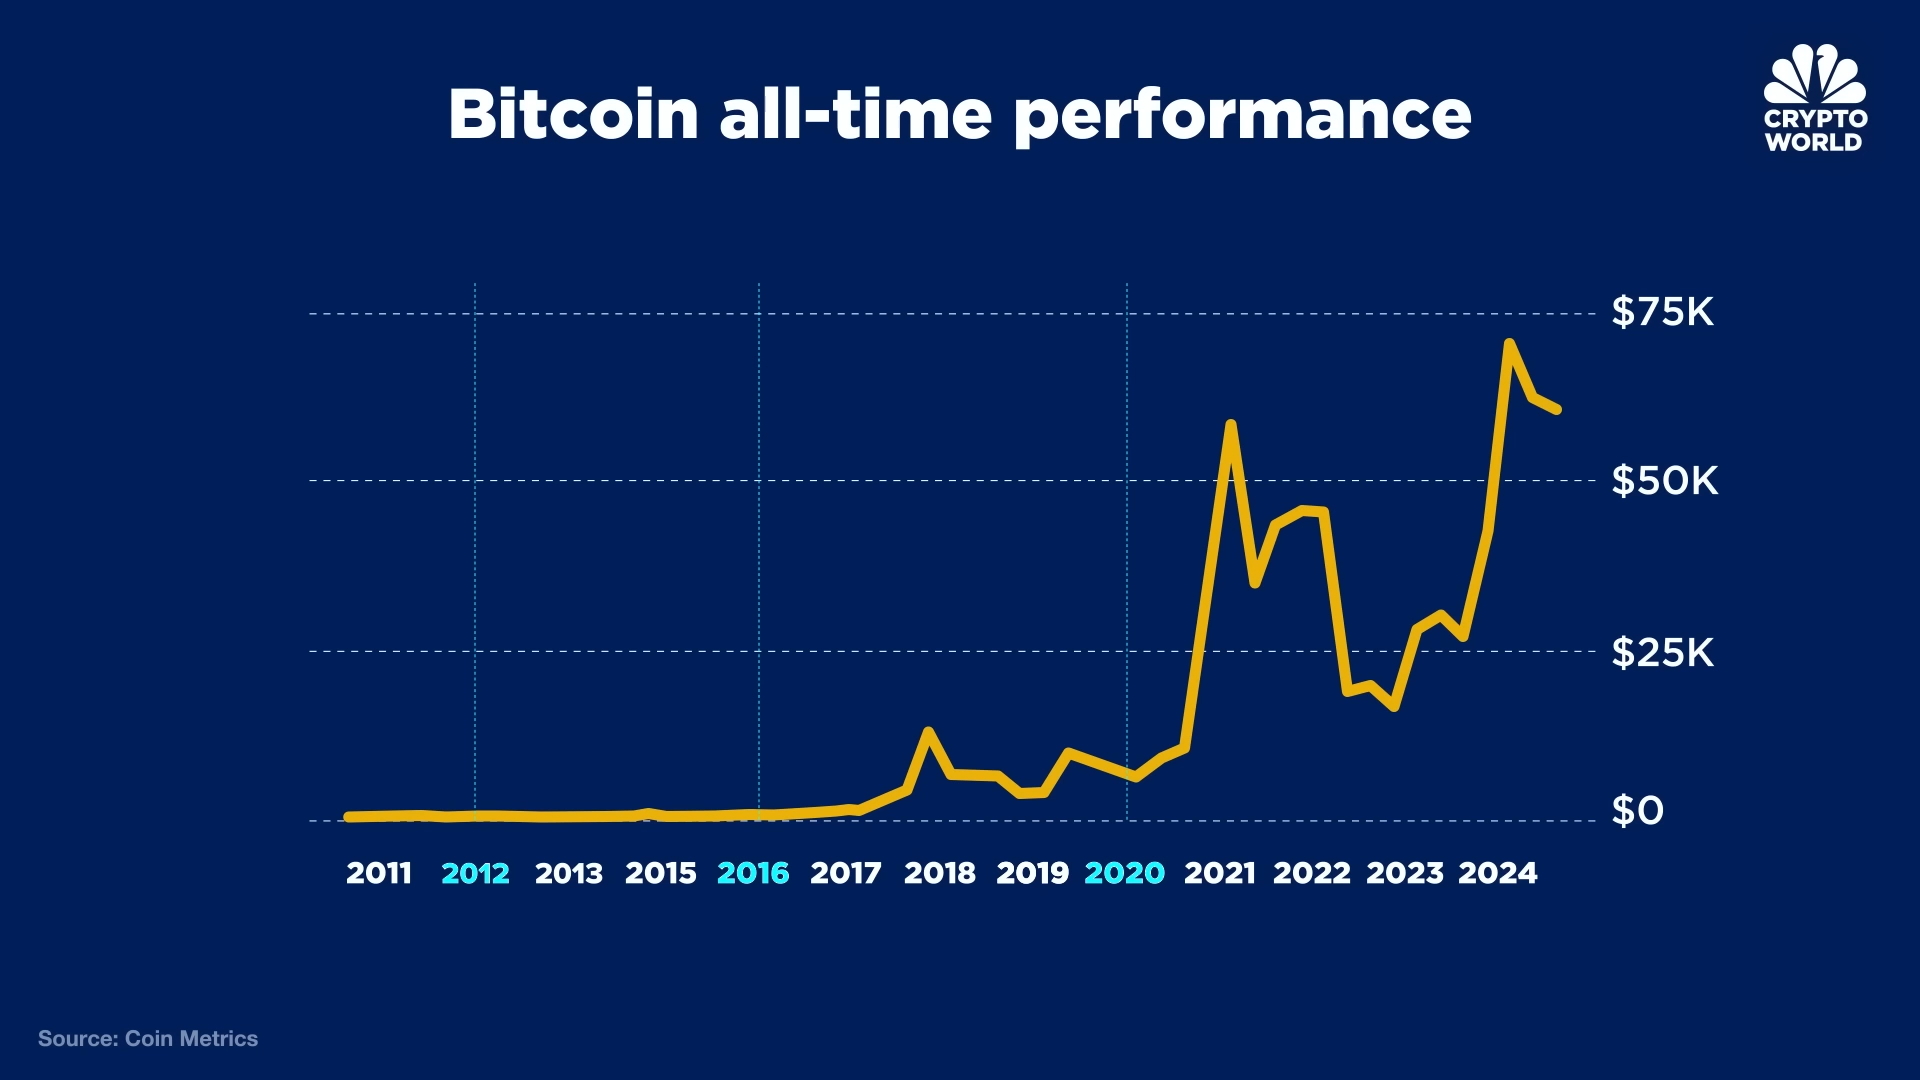 Bitcoin all-time performance
CRYPTO
WORLD
$75K
$50K
$25K
$0
2011 2012 2013 2015 2016 2017 2018 2019 2020 2021 2022 2023 2024
Source: Coin Metrics